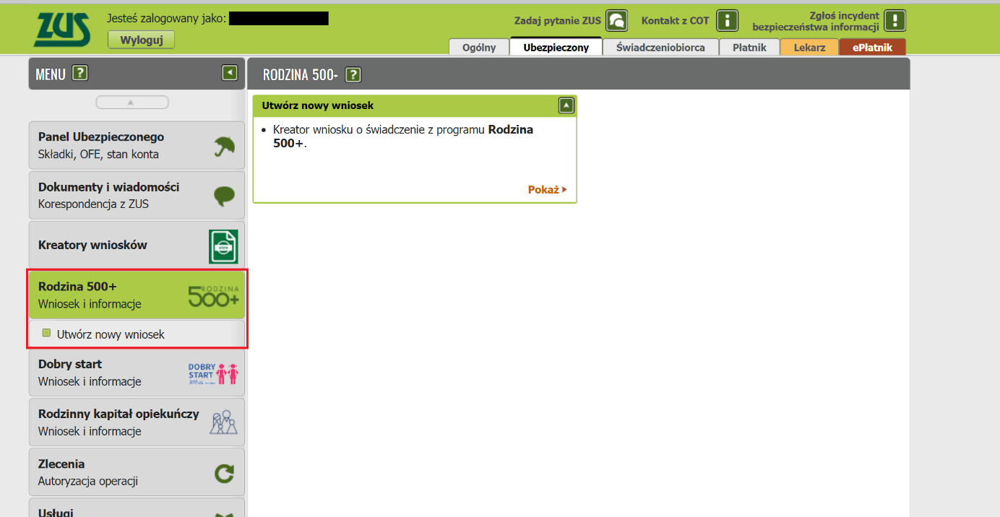 ZUS
Jesteś zalogowany jako:
Wyloguj
Zadaj pytanie ZUS
Kontakt z COT
Zgłoś incydent
bezpieczeństwa informacji
Ogólny
Ubezpieczony
Świadczeniobiorca
Płatnik
Lekarz
ePłatnik
MENU ?
RODZINA 500+ ?
Utwórz nowy wniosek
• Kreator wniosku o świadczenie z programu Rodzina
500+.
Pokaż
Panel Ubezpieczonego
Składki, OFE, stan konta
Dokumenty i wiadomości
Korespondencja z ZUS
Kreatory wniosków
Rodzina 500+
Wniosek i informacje
RODZINA
500+
Utwórz nowy wniosek
Dobry start
Wniosek i informacje
DOBRY
START
Rodzinny kapitał opiekuńczy
Wniosek i informacje
Zlecenia
Autoryzacja operacji
Usługi